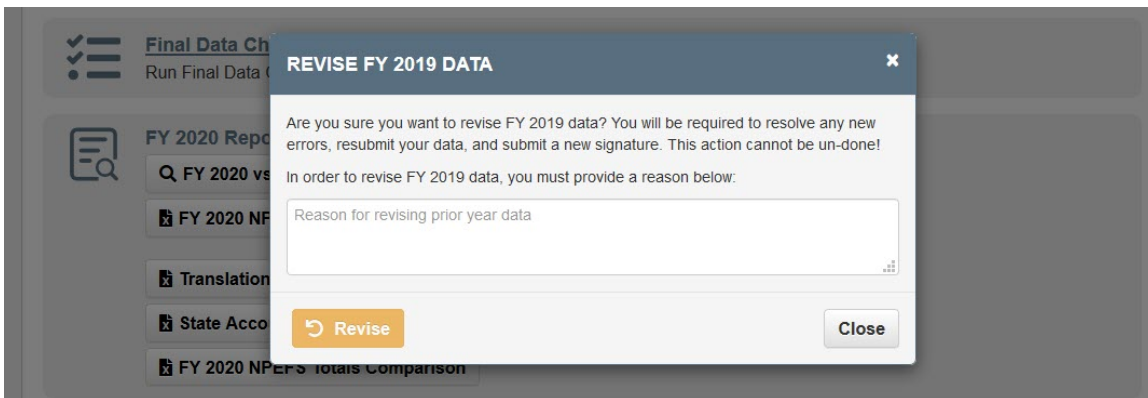 Final Data Ch
Run Final Data
REVISE FY 2019 DATA
Are you sure you want to revise FY 2019 data? You will be required to resolve any new
errors, resubmit your data, and submit a new signature. This action cannot be un-done!
In order to revise FY 2019 data, you must provide a reason below:
Reason for revising prior year data
Revise
Close
FY 2020 Repo
FY 2020 vs
FY 2020 NP
Translation
State Acco
FY 2020 NPEFS Totals Comparison